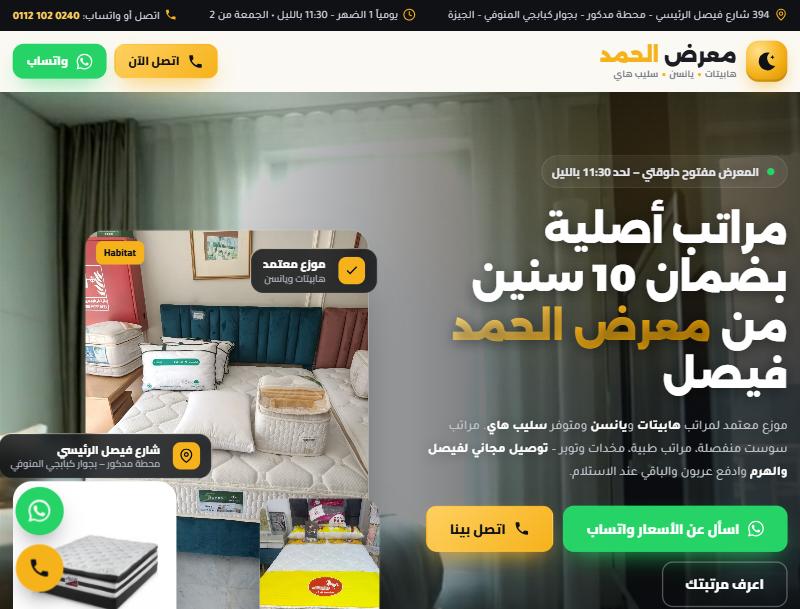 394 شارع فيصل الرئيسي - محطة مدكور - بجوار كبابجي المنوفي - الجيزة
يومياً 1 الضهر - 11:30 بالليل • الجمعة من 2
اتصل أو واتساب: 0240 102 0112
معرض الحمد
هابيتات • يانسن • سليب هاي
اتصل الآن
واتساب
المعرض مفتوح دلوقتي – لحد 11:30 بالليل
مراتب أصلية
بضمان 10 سنين
من معرض الحمد
فيصل
موزع معتمد لمراتب هابيتات ويانسن ومتوفر سليب هاي. مراتب
سوست منفصلة، مراتب طبية، مخدات وتوبر - توصيل مجاني لفيصل
والهرم وادفع عربون والباقي عند الاستلام.
اسأل عن الأسعار واتساب
اتصل بينا
اعرف مرتبتك
Habitat
موزع معتمد
هابيتات ويانسن
شارع فيصل الرئيسي
محطة مدكور – بجوار كبابجي المنوفي